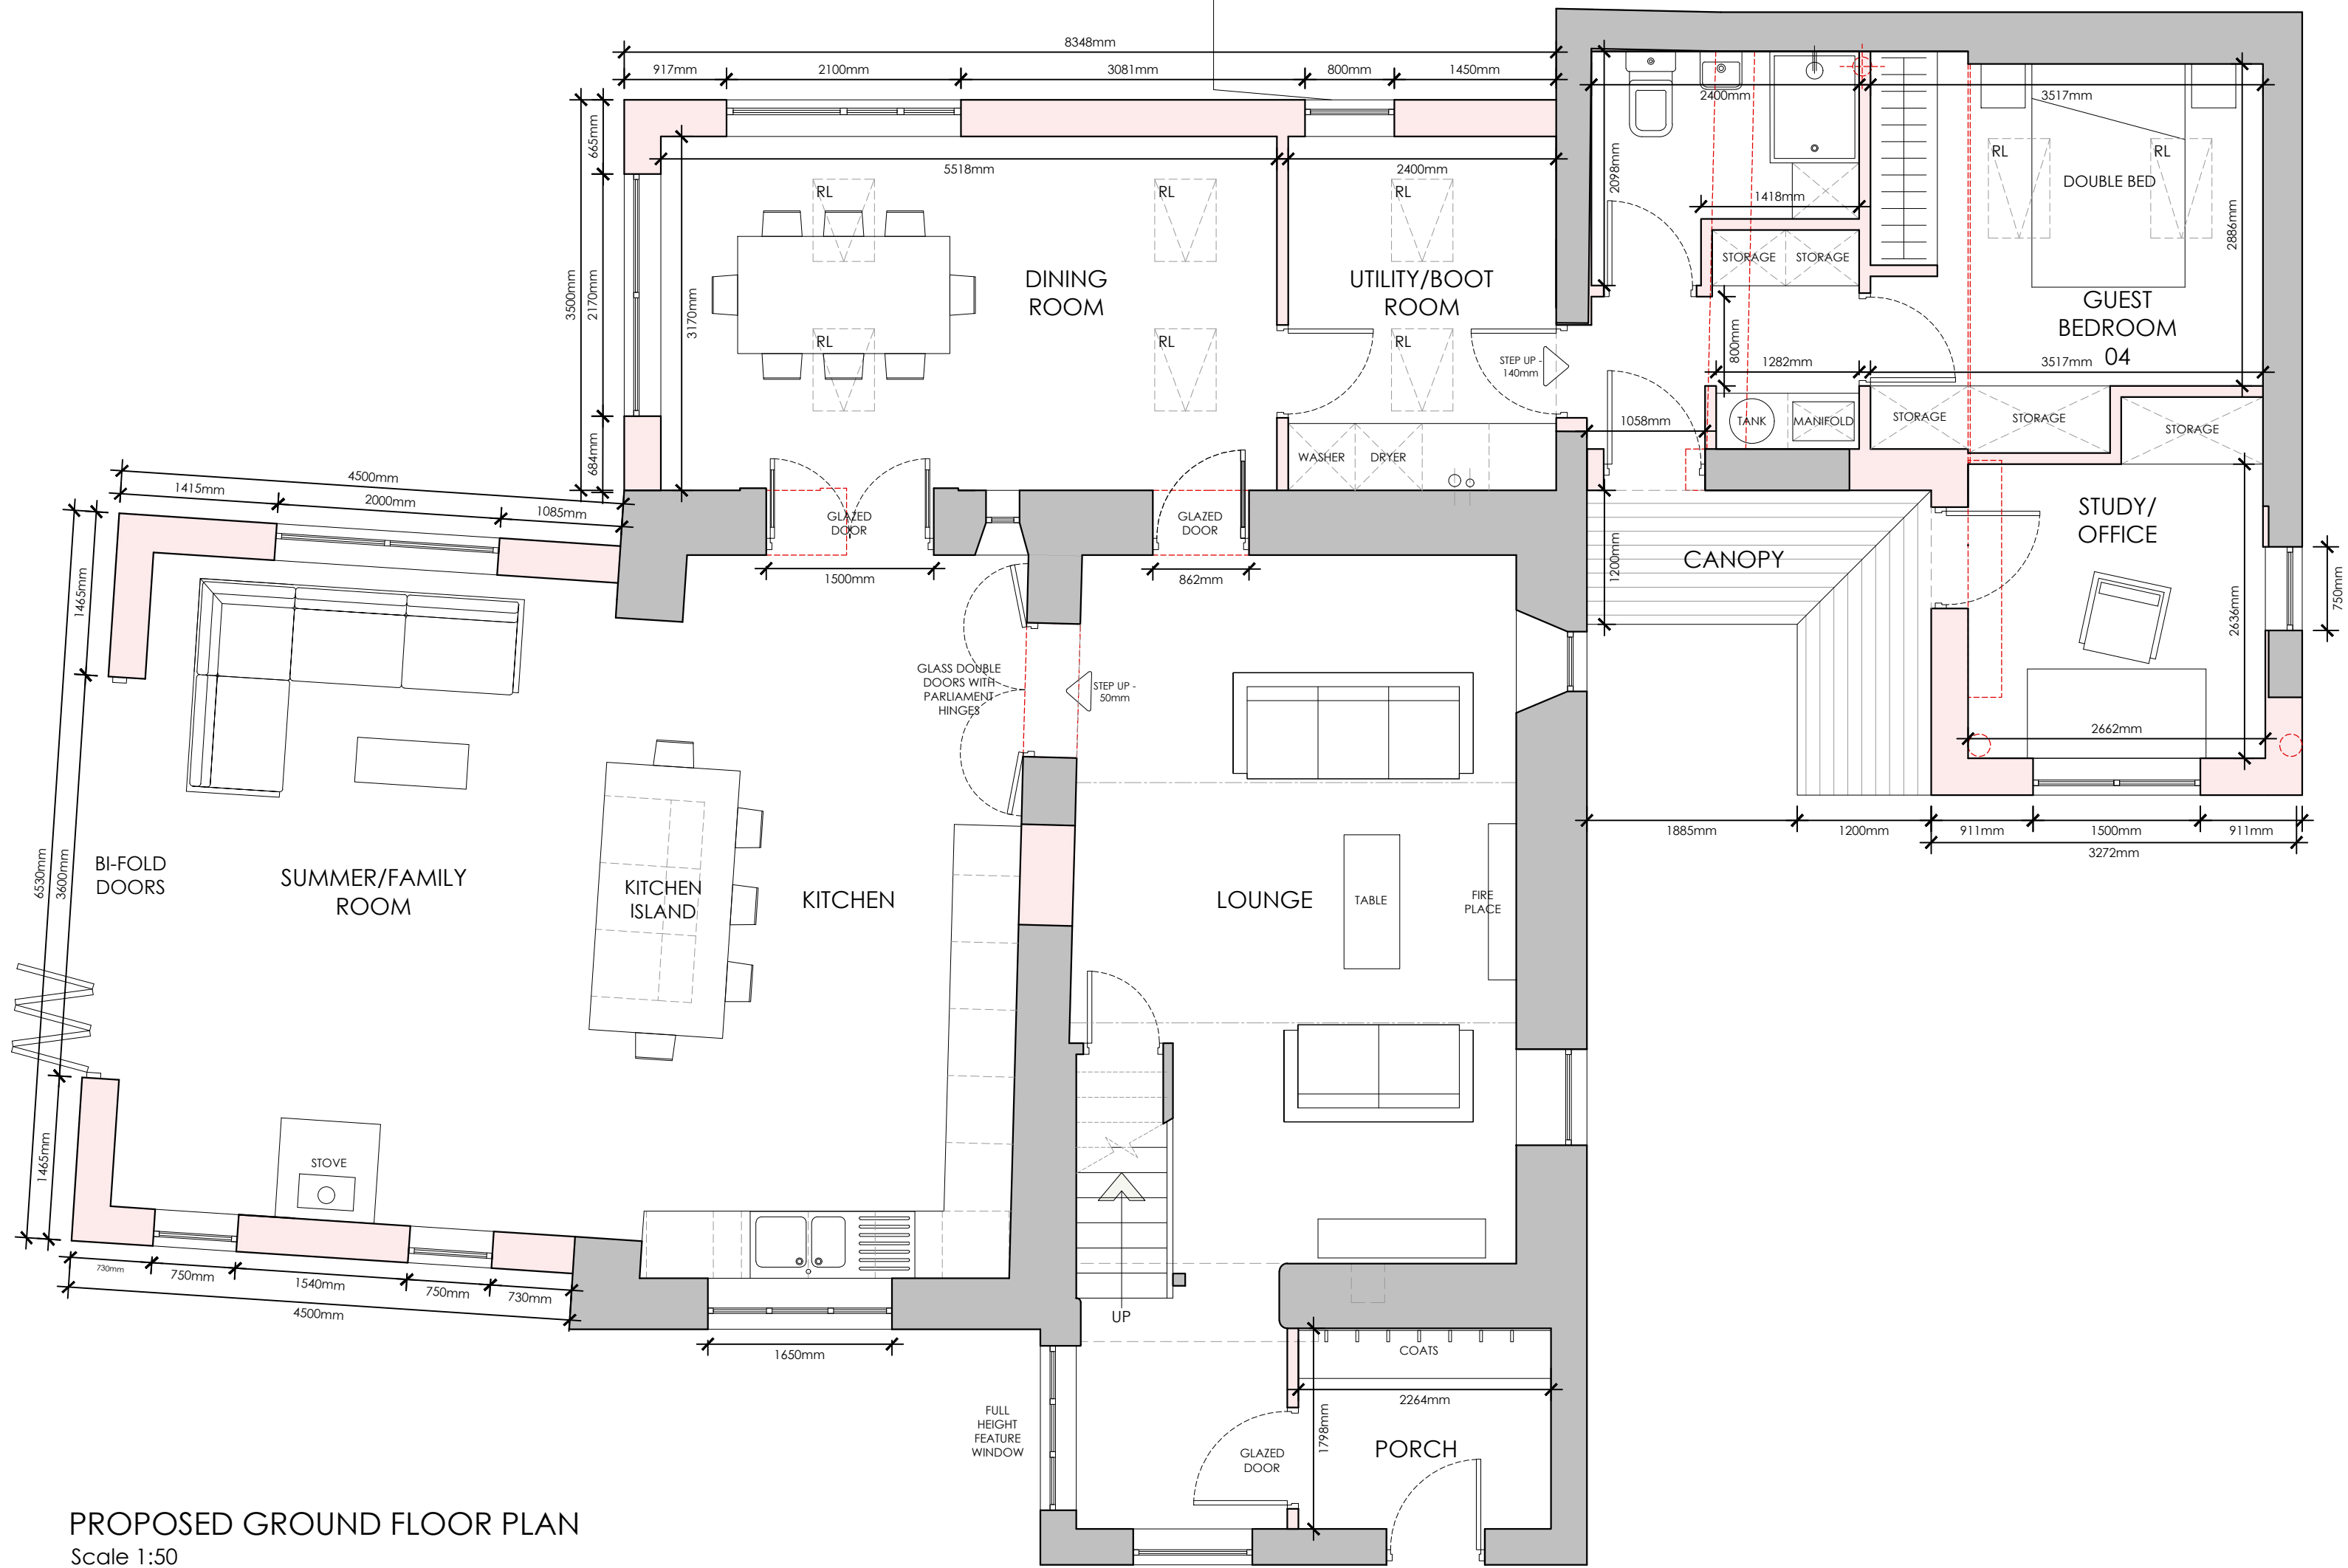 8348mm
917mm
2100mm
3081mm
800mm
1450mm
2400mm
3517mm
665mm
2170mm
684mm
3500mm
3170mm
5518mm
2400mm
RL
RL
RL
RL
RL
RL
RL
RL
DINING
ROOM
UTILITY/BOOT
ROOM
2098mm
1418mm
STORAGE
STORAGE
DOUBLE BED
2886mm
GUEST
BEDROOM
04
3517mm
800mm
1282mm
STEP UP -
140mm
1058mm
TANK
MANIFOLD
STORAGE
STORAGE
STORAGE
WASHER
DRYER
GLAZED
DOOR
GLAZED
DOOR
1500mm
862mm
4500mm
1415mm
2000mm
1085mm
1465mm
6530mm
3600mm
1465mm
CANOPY
1200mm
STUDY/
OFFICE
750mm
2636mm
2662mm
1885mm
1200mm
911mm
1500mm
911mm
3272mm
GLASS DOUBLE
DOORS WITH
PARLIAMENT
HINGES
STEP UP -
50mm
BI-FOLD
DOORS
SUMMER/FAMILY
ROOM
KITCHEN
ISLAND
KITCHEN
LOUNGE
TABLE
FIRE
PLACE
STOVE
730mm
750mm
1540mm
750mm
730mm
4500mm
1650mm
UP
COATS
2264mm
1798mm
FULL
HEIGHT
FEATURE
WINDOW
GLAZED
DOOR
PORCH
PROPOSED GROUND FLOOR PLAN
Scale 1:50